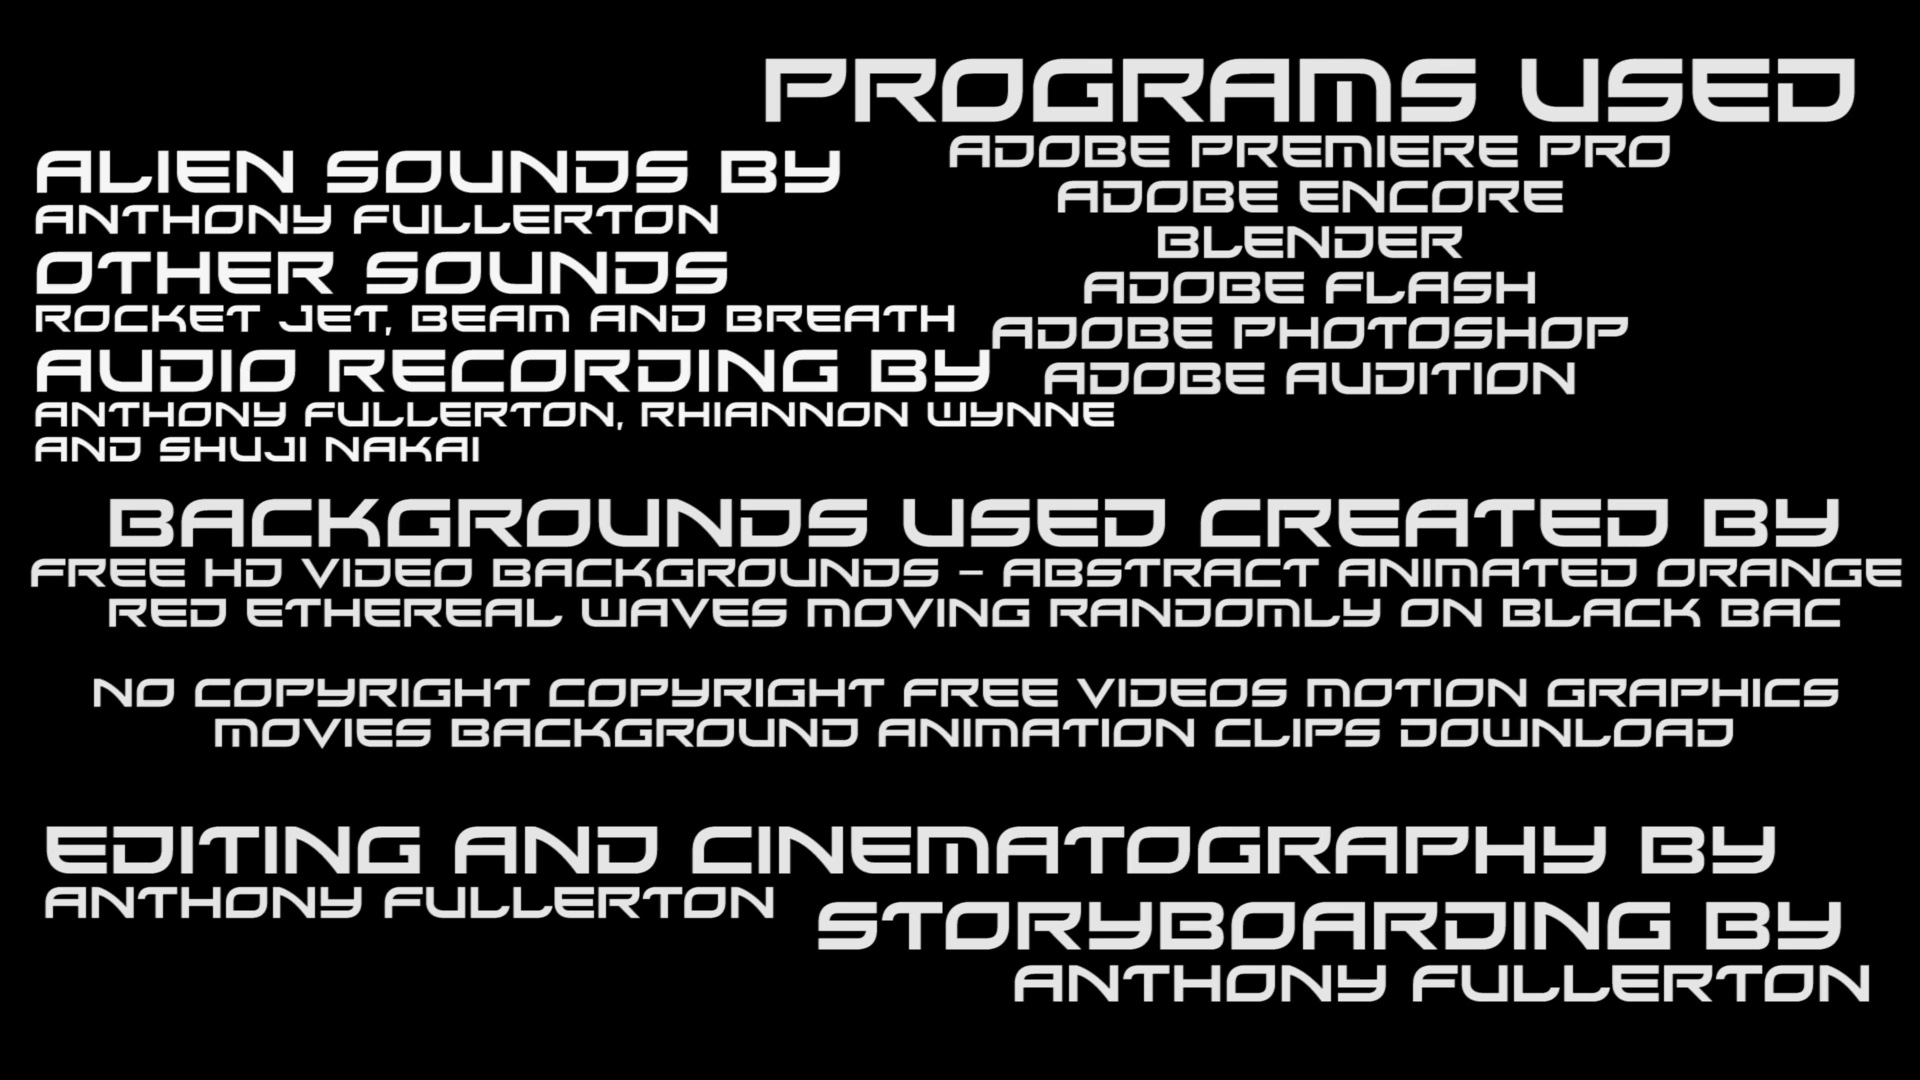 PROGRAMS USED
ADOBE PREMIERE PRO
ADOBE ENCORE
BLENDER
ADOBE FLASH
ADOBE PHOTOSHOP
ADOBE AUDITION
ALIEN SOUNDS BY
ANTHONY FULLERTON
OTHER SOUNDS
ROCKET JET, BEAM AND BREATH
AUDIO RECORDING BY
ANTHONY FULLERTON, RHIANNON WYNNE
AND SHUJI NAKAI
BACKGROUNDS USED CREATED BY
FREE HD VIDEO BACKGROUNDS - ABSTRACT ANIMATED ORANGE
RED ETHEREAL WAVES MOVING RANDOMLY ON BLACK BAC
NO COPYRIGHT COPYRIGHT FREE VIDEOS MOTION GRAPHICS
MOVIES BACKGROUND ANIMATION CLIPS DOWNLOAD
EDITING AND CINEMATOGRAPHY BY
ANTHONY FULLERTON
STORYBOARDING BY
ANTHONY FULLERTON